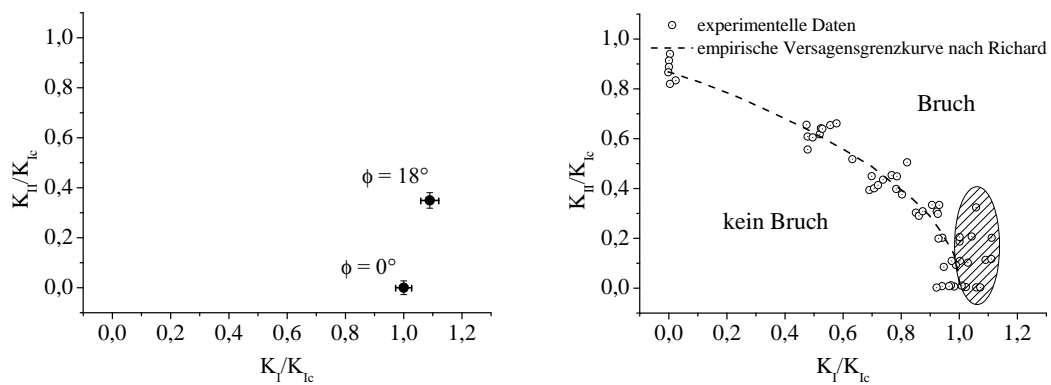 1,0
0,8
0,6
0,4
0,2
0,0
K_II/K_Ic
ϕ = 18°
ϕ = 0°
0,0 0,2 0,4 0,6 0,8 1,0 1,2
K_I/K_Ic
experimentelle Daten
empirische Versagensgrenzkurve nach Richard
1,0
0,8
0,6
0,4
0,2
0,0
K_II/K_Ic
Bruch
kein Bruch
0,0 0,2 0,4 0,6 0,8 1,0 1,2
K_I/K_Ic